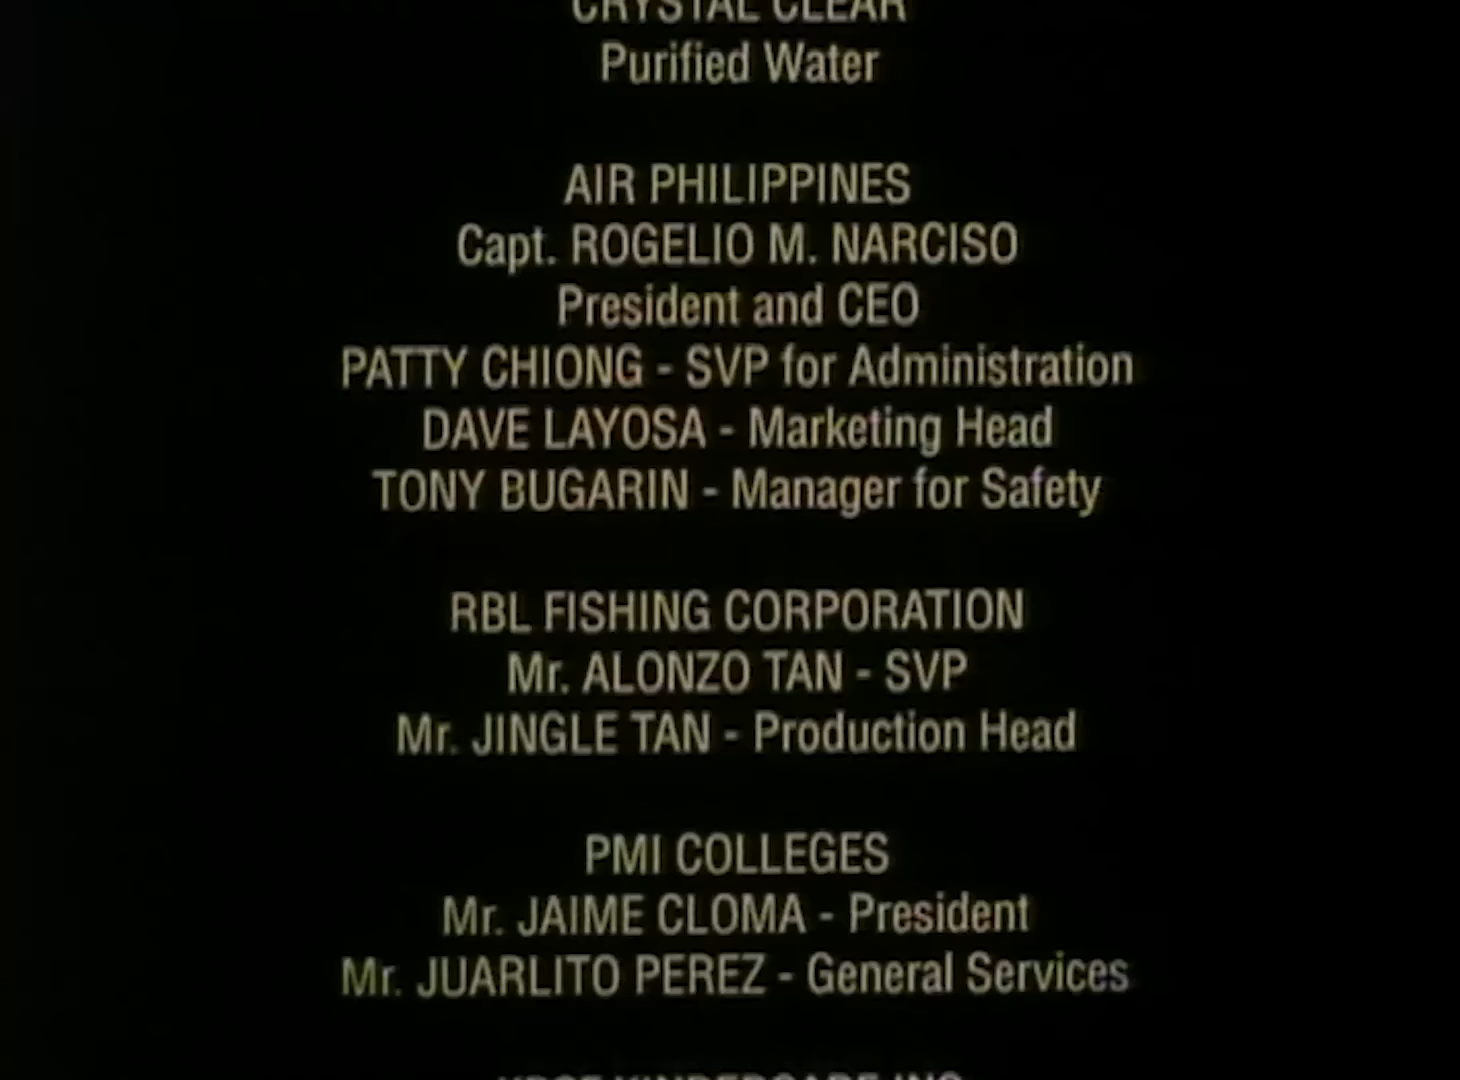 CRYSTAL CLEAR
Purified Water
AIR PHILIPPINES
Capt. ROGELIO M. NARCISO
President and CEO
PATTY CHIONG - SVP for Administration
DAVE LAYOSA - Marketing Head
TONY BUGARIN - Manager for Safety
RBL FISHING CORPORATION
Mr. ALONZO TAN - SVP
Mr. JINGLE TAN - Production Head
PMI COLLEGES
Mr. JAIME CLOMA - President
Mr. JUARLITO PEREZ - General Services